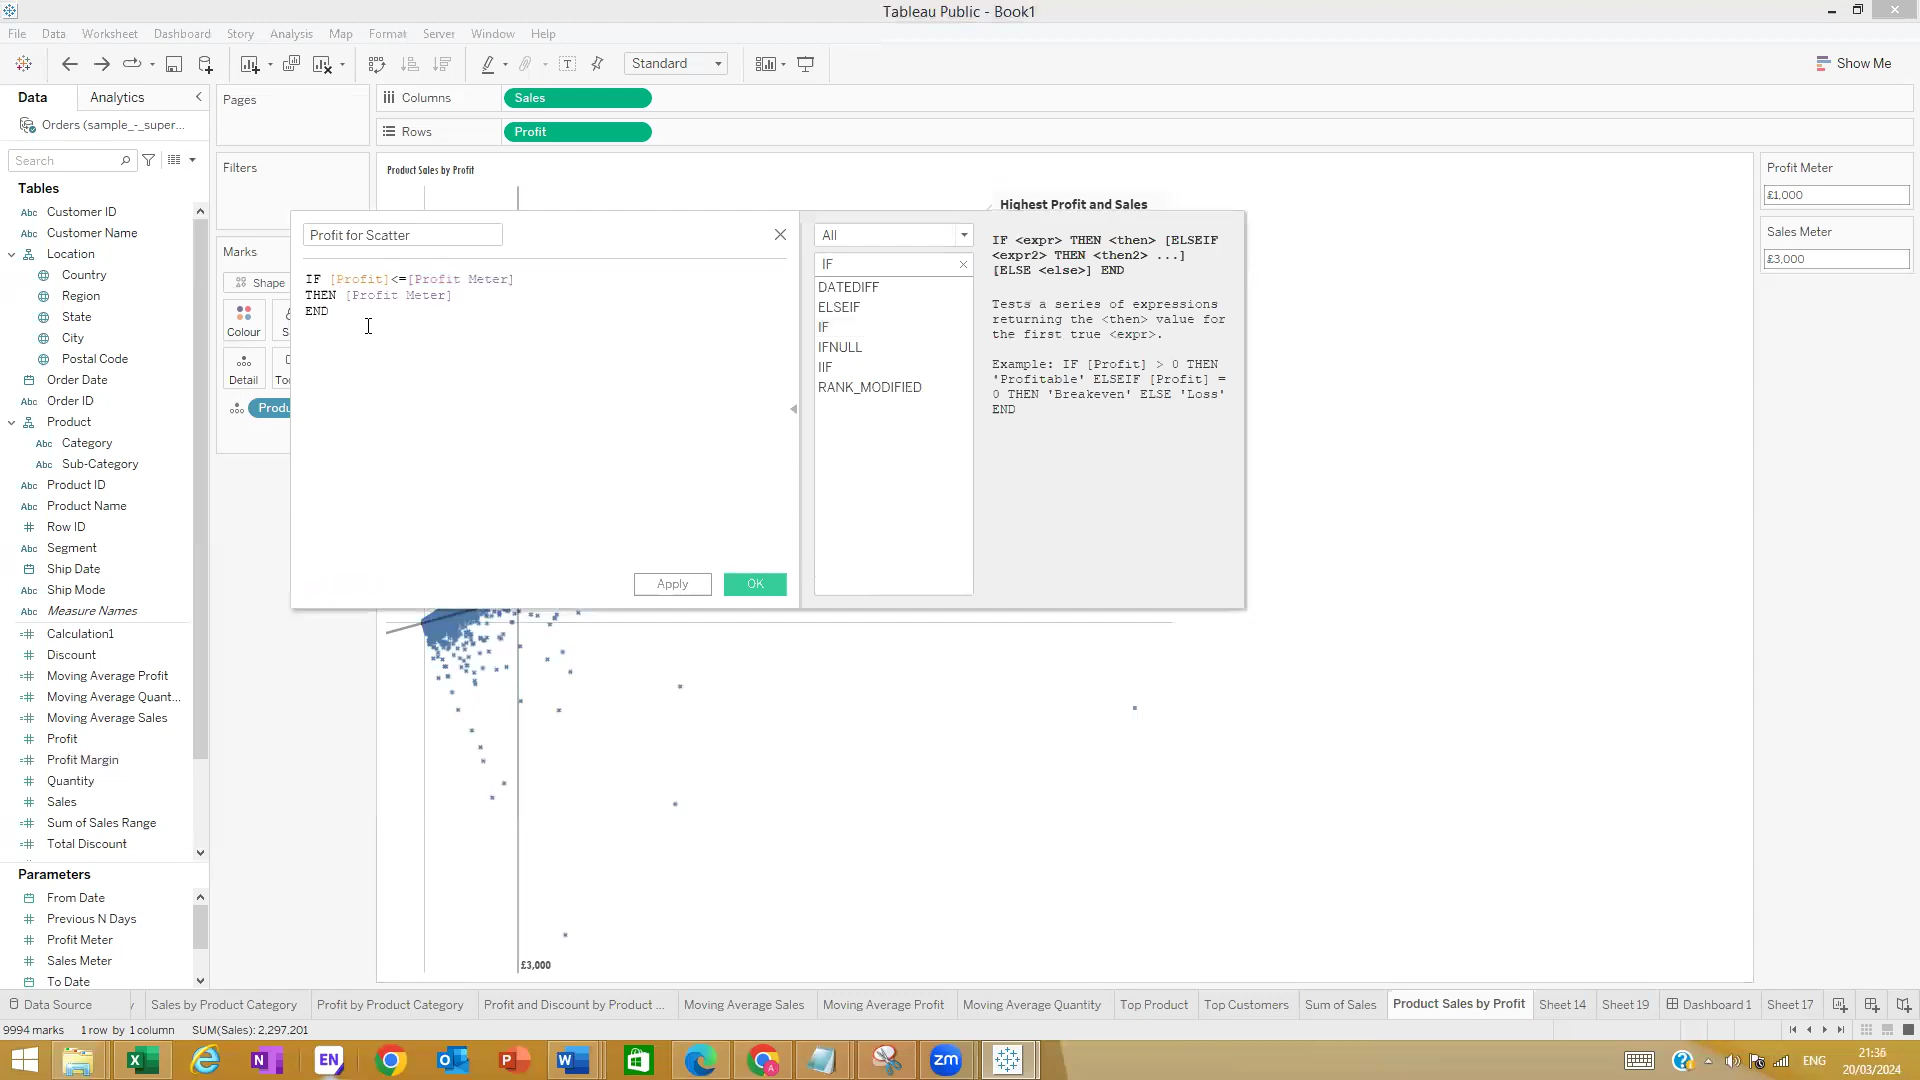 Tableau Public - Book1
File Data Worksheet Dashboard Story Analysis Map Format Server Window Help
Standard
Show Me
Data Analytics
Pages
Columns Sales
Rows Profit
Orders (sample_-_super...
Search
Filters
Product Sales by Profit
Profit Meter
£1,000
Sales Meter
£3,000
Tables
Abc Customer ID
Abc Customer Name
Location
Country
Region
State
City
Postal Code
Order Date
Abc Order ID
Product
Abc Category
Abc Sub-Category
Abc Product ID
Abc Product Name
Row ID
Abc Segment
Ship Date
Abc Ship Mode
Abc Measure Names
Calculation1
Discount
Moving Average Profit
Moving Average Quant...
Moving Average Sales
Profit
Profit Margin
Quantity
Sales
Sum of Sales Range
Total Discount
Parameters
From Date
Previous N Days
Profit Meter
Sales Meter
To Date
Marks
Shape
Colour
Detail
Highest Profit and Sales
Profit for Scatter
IF [Profit]<=[Profit Meter]
THEN [Profit Meter]
END
Apply OK
All
IF
DATEDIFF
ELSEIF
IF
IFNULL
IIF
RANK_MODIFIED
IF <expr> THEN <then> [ELSEIF
<expr2> THEN <then2> ...]
[ELSE <else>] END
Tests a series of expressions
returning the <then> value for
the first true <expr>.
Example: IF [Profit] > 0 THEN
'Profitable' ELSEIF [Profit] =
0 THEN 'Breakeven' ELSE 'Loss'
END
£3,000
Data Source Sales by Product Category Profit by Product Category Profit and Discount by Product ... Moving Average Sales Moving Average Profit Moving Average Quantity Top Product Top Customers Sum of Sales Product Sales by Profit Sheet 14 Sheet 19 Dashboard 1 Sheet 17
9994 marks 1 row by 1 column SUM(Sales): 2,297,201
EN
zm
ENG
21:36
20/03/2024